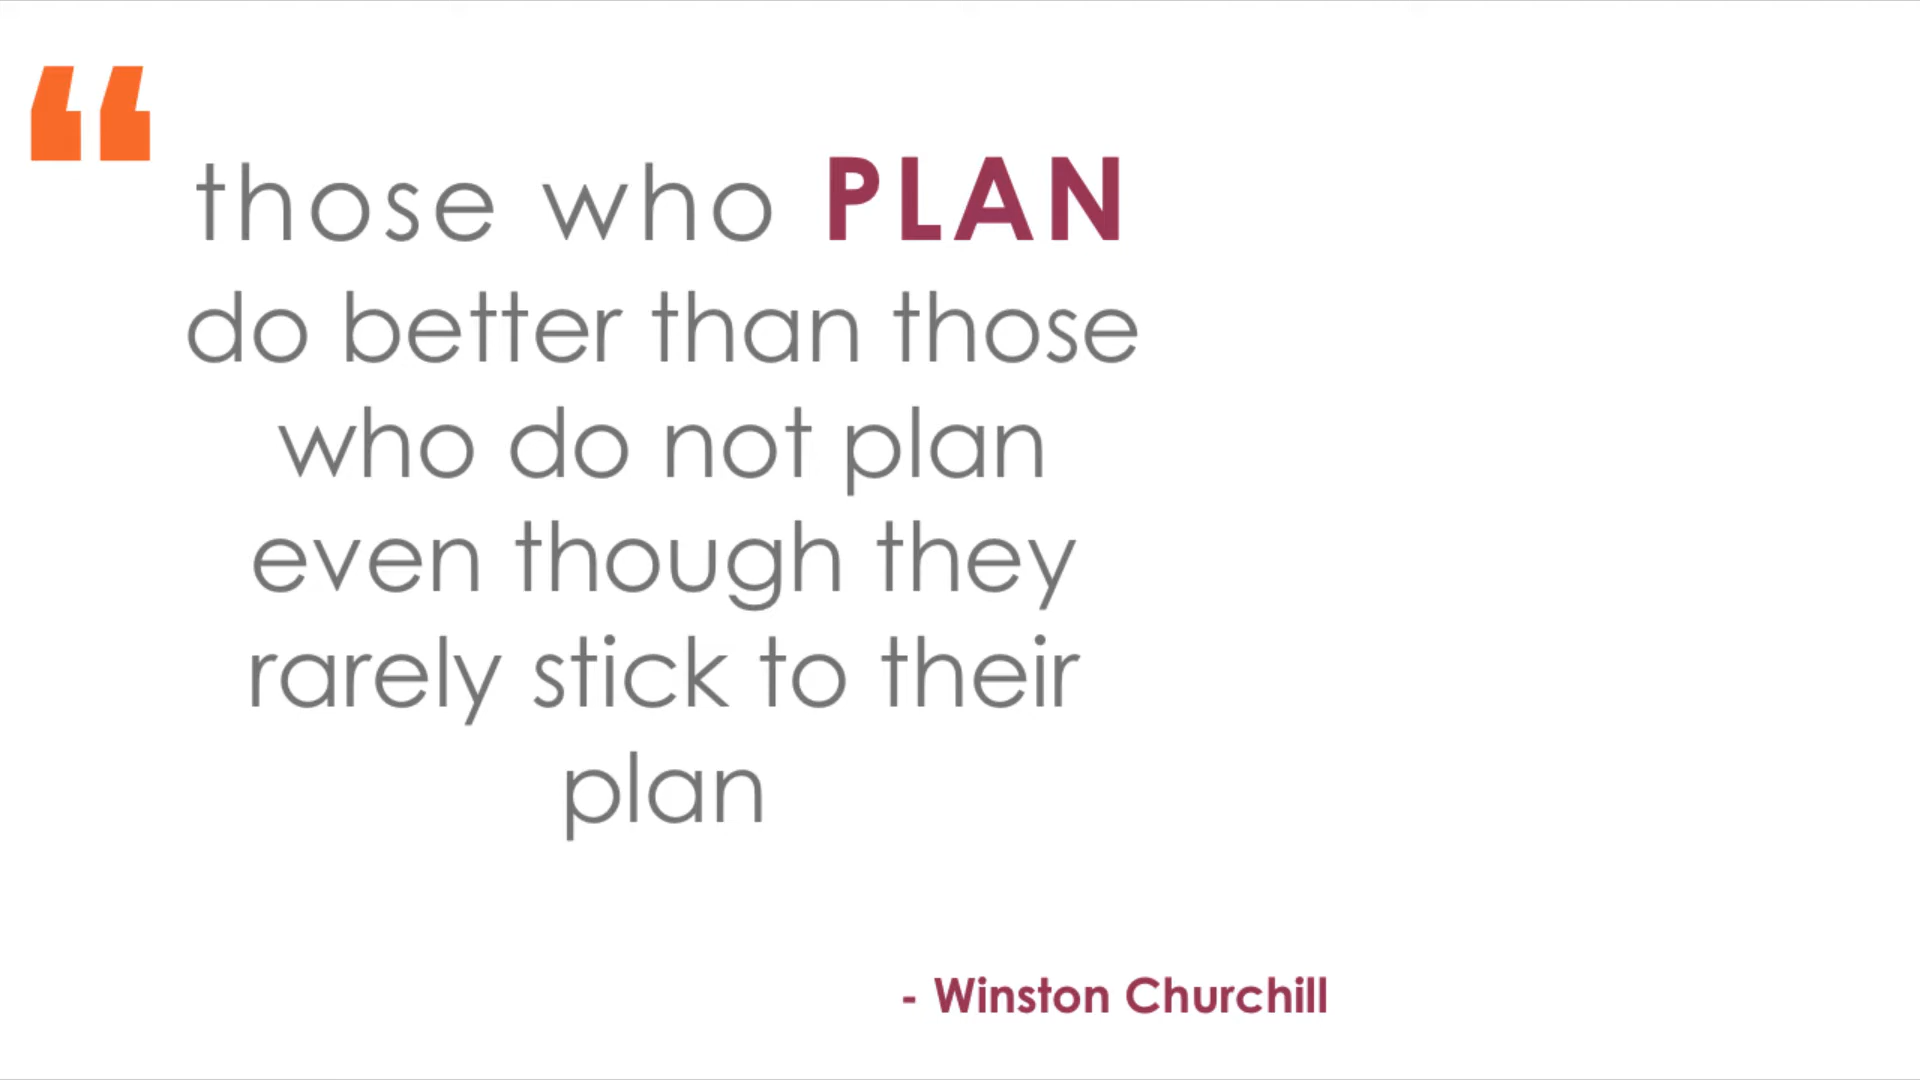 “
those who PLAN
do better than those
who do not plan
even though they
rarely stick to their
plan
- Winston Churchill